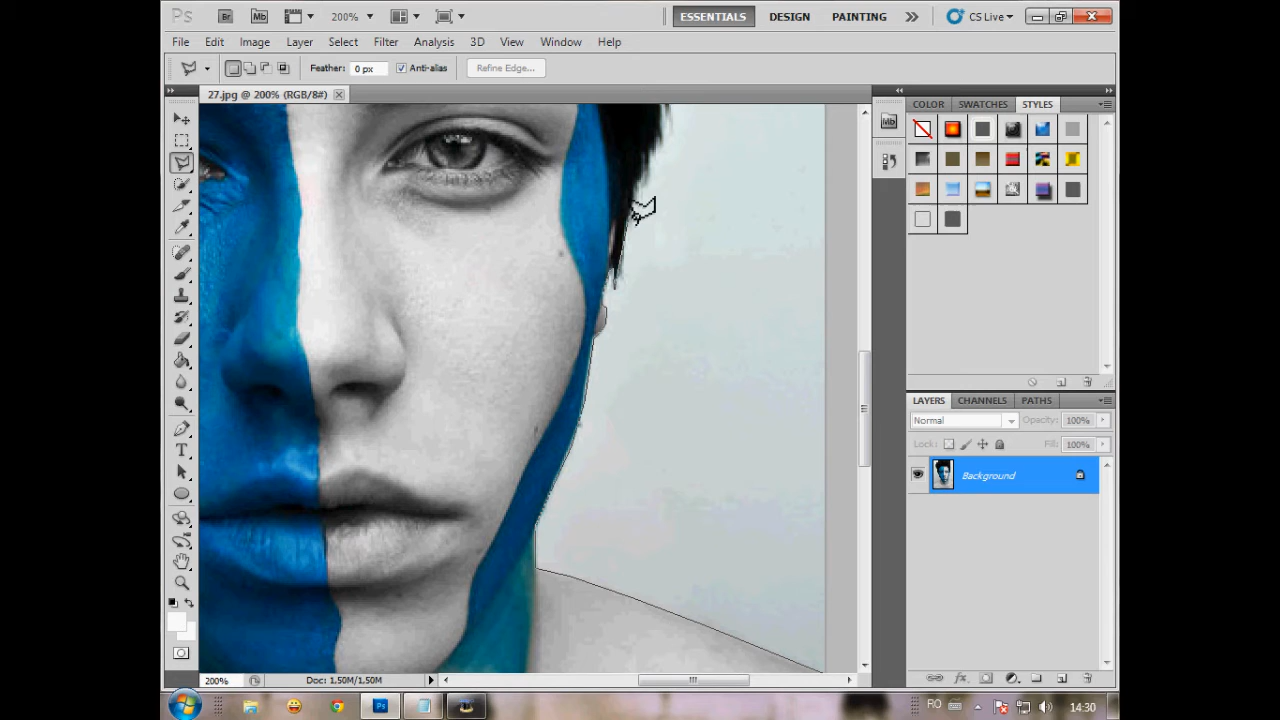 Ps Br Mb 200% ESSENTIALS DESIGN PAINTING CS Live
File Edit Image Layer Select Filter Analysis 3D View Window Help
Feather: 0 px Anti-alias Refine Edge...
27.jpg @ 200% (RGB/8#)
COLOR SWATCHES STYLES
Mb
LAYERS CHANNELS PATHS
Normal Opacity: 100%
Lock: Fill: 100%
Background
T
200% Doc: 1,50M/1,50M
Ps RO 14:30